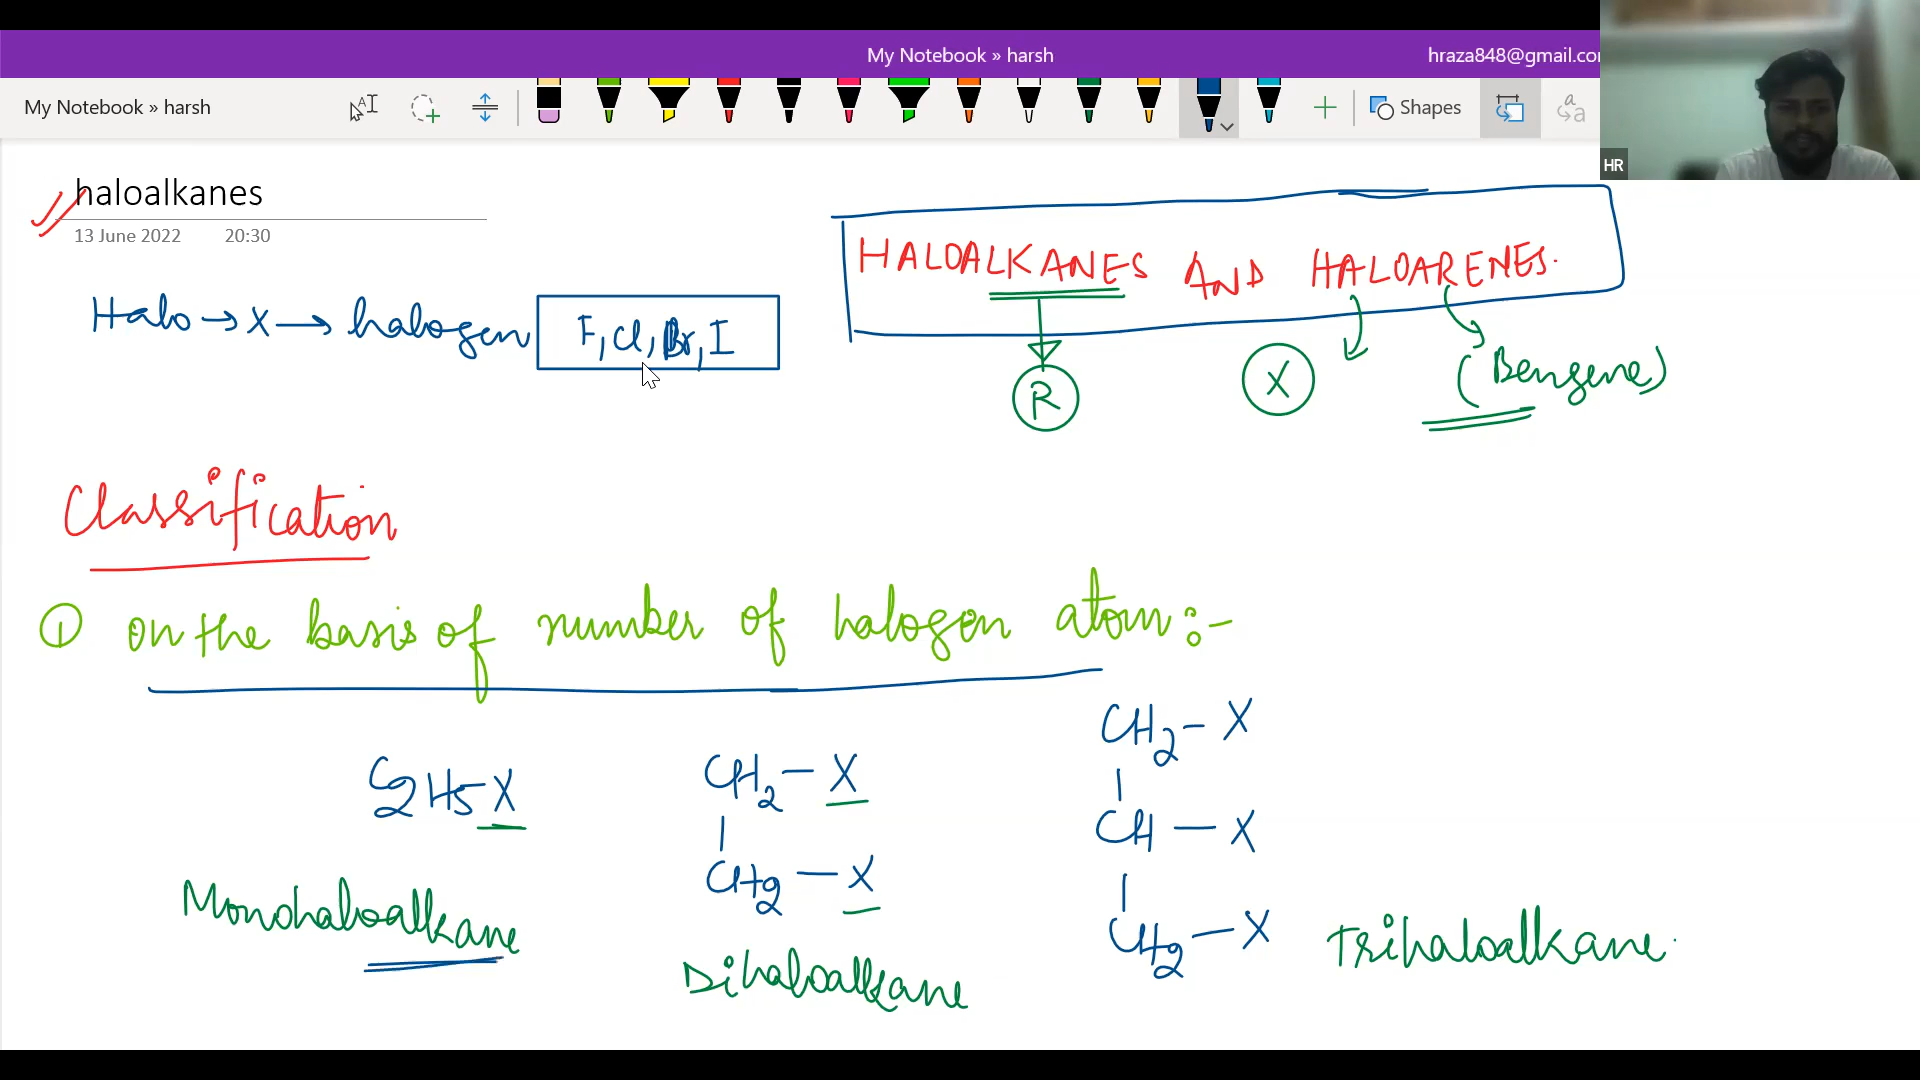 My Notebook » harsh
hraza848@gmail.co
My Notebook » harsh
Shapes
HR
haloalkanes
13 June 2022 20:30
HALOALKANES AND HALOARENES.
Halo → X → halogen F, Cl, Br, I
R X (Benzene)
Classification
① on the basis of number of halogen atom :-
C2H5-X
CH2-X
|
CH2-X
CH2-X
|
CH-X
|
CH2-X
Monohaloalkane
Dihaloalkane
Trihaloalkane.